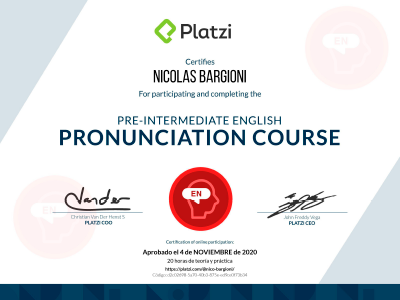 Platzi
Certifies
NICOLAS BARGIONI
For participating and completing the
PRE-INTERMEDIATE ENGLISH
PRONUNCIATION COURSE
EN
EN
Christian Van Der Henst S
PLATZI COO
John Freddy Vega
PLATZI CEO
Certification of online participation:
Aprobado el 4 de NOVIEMBRE de 2020
20 horas de teoría y práctica
https://platzi.com/@nico-bargioni/
Código: